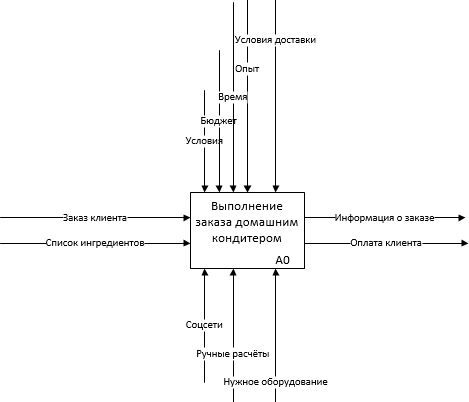 Условия доставки
Опыт
Время
Бюджет
Условия
Выполнение
заказа домашним
кондитером
A0
Заказ клиента
Информация о заказе
Список ингредиентов
Оплата клиента
Соцсети
Ручные расчёты
Нужное оборудование